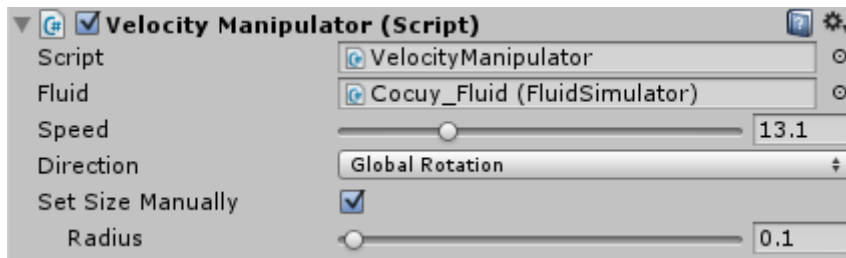 Velocity Manipulator (Script)
Script VelocityManipulator
Fluid Cocuy_Fluid (FluidSimulator)
Speed 13.1
Direction Global Rotation
Set Size Manually
Radius 0.1